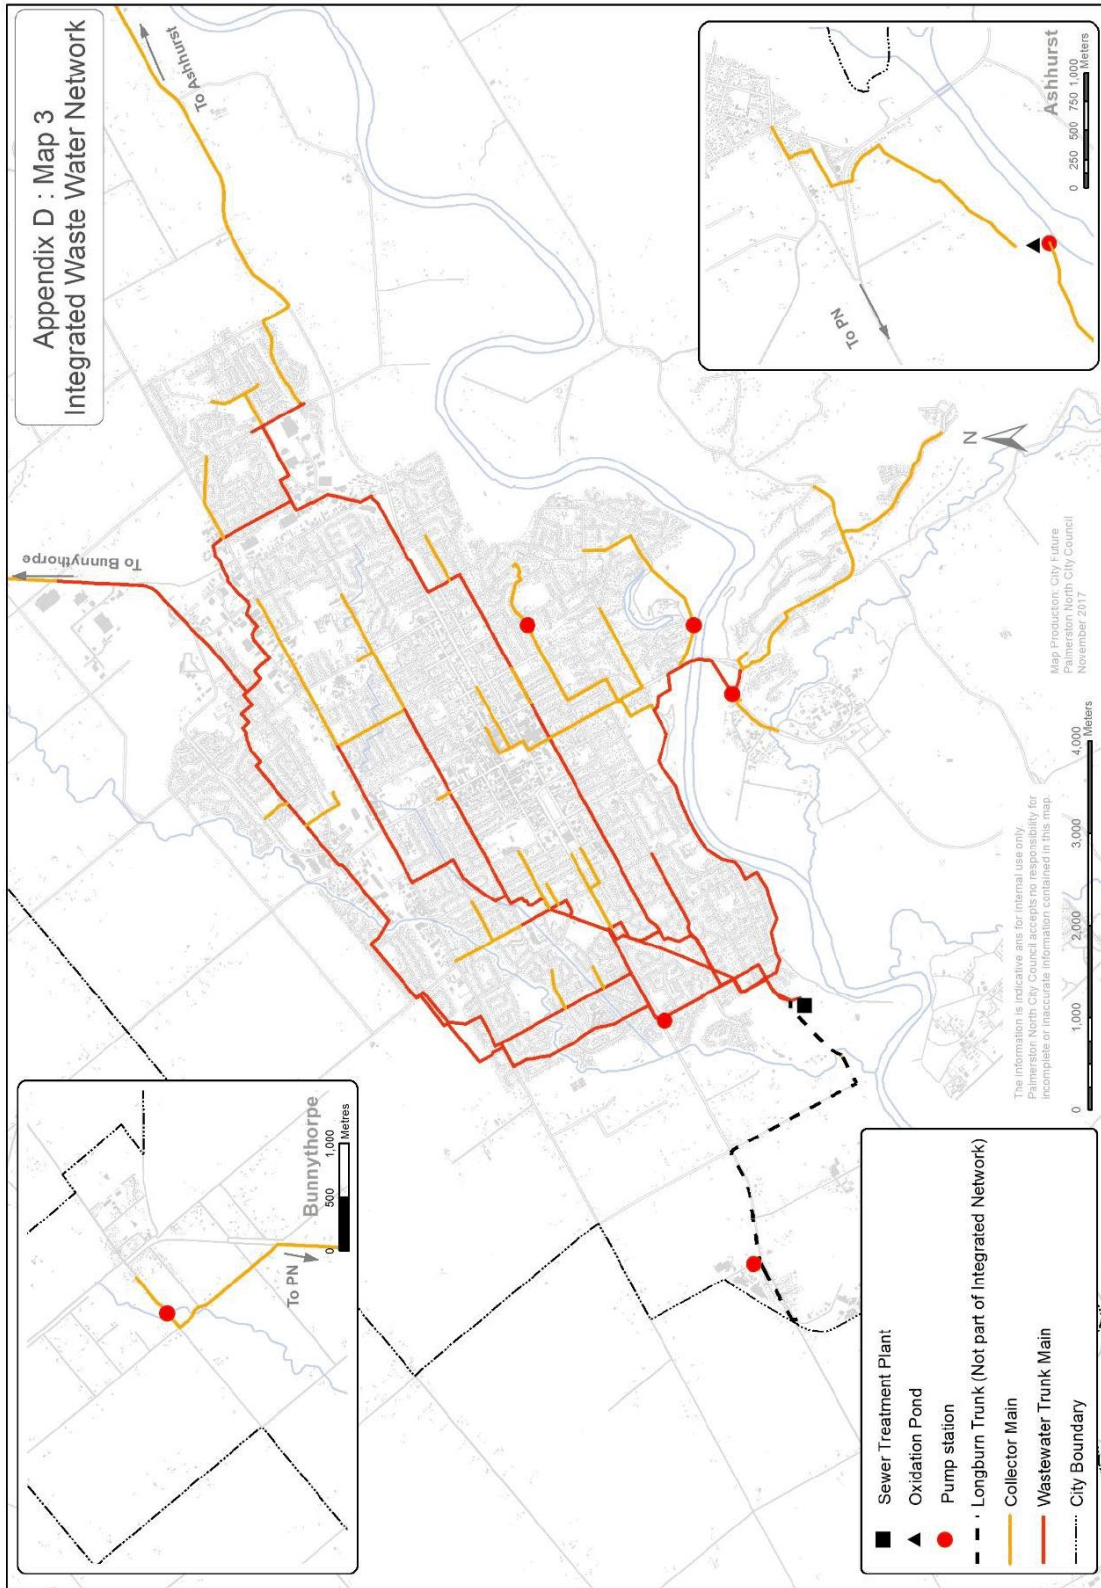 Appendix D : Map 3
Integrated Waste Water Network
To Ashhurst
To Bunnythorpe
Bunnythorpe
To PN
0 500 1,000
Metres
To PN
Ashhurst
0 250 500 750 1,000
Meters
N
Map Production: City Future
Palmerston North City Council
November 2017
The information is indicative ans for internal use only.
Palmerston North City Council accepts no responsibility for
incomplete or inaccurate information contained in this map.
0 1,000 2,000 3,000 4,000
Meters
Sewer Treatment Plant
Oxidation Pond
Pump station
Longburn Trunk (Not part of Integrated Network)
Collector Main
Wastewater Trunk Main
City Boundary